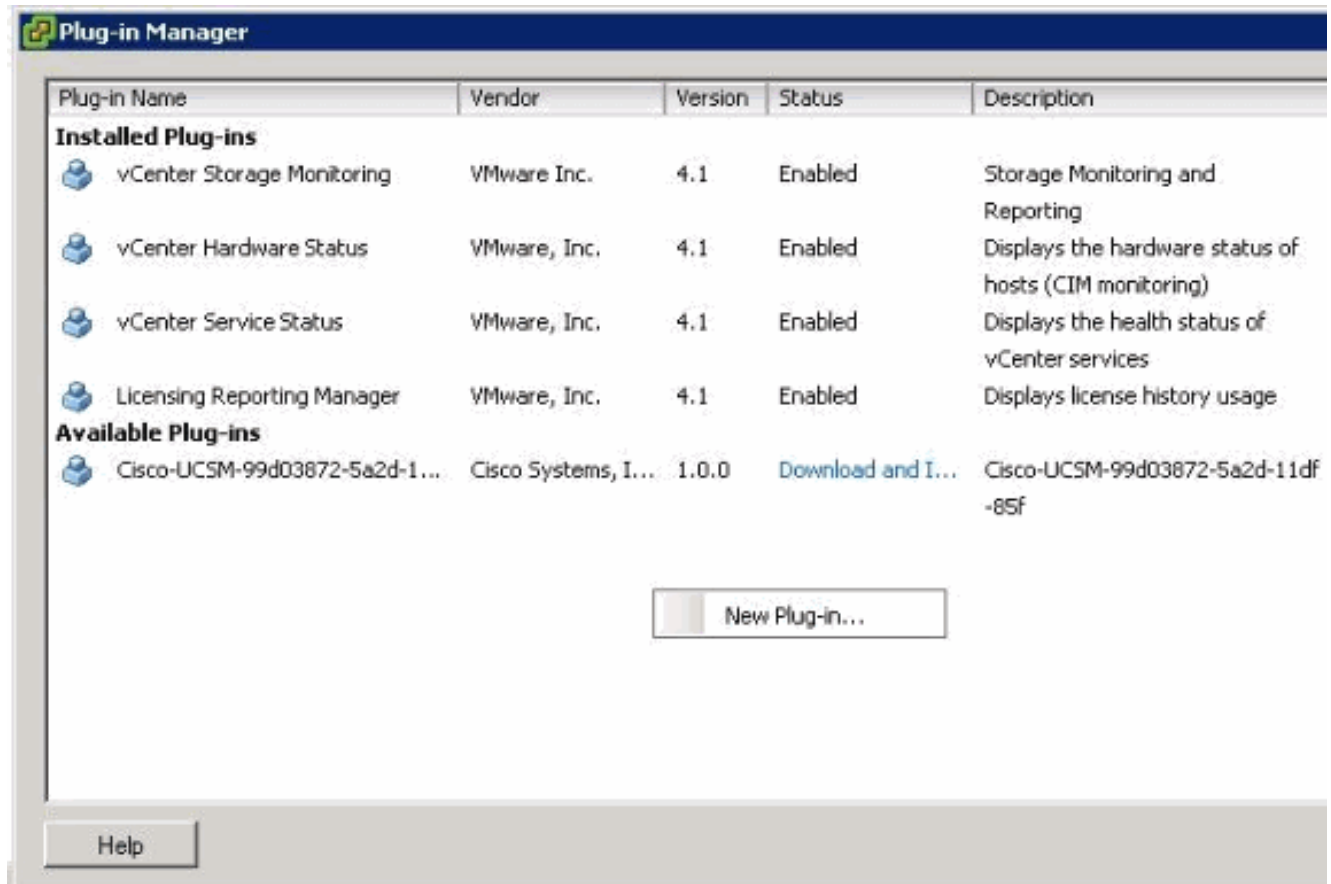 Plug-in Manager
Plug-in Name Vendor Version Status Description
Installed Plug-ins
vCenter Storage Monitoring VMware Inc. 4.1 Enabled Storage Monitoring and
Reporting
vCenter Hardware Status VMware, Inc. 4.1 Enabled Displays the hardware status of
hosts (CIM monitoring)
vCenter Service Status VMware, Inc. 4.1 Enabled Displays the health status of
vCenter services
Licensing Reporting Manager VMware, Inc. 4.1 Enabled Displays license history usage
Available Plug-ins
Cisco-UCSM-99d03872-5a2d-1... Cisco Systems, I... 1.0.0 Download and I... Cisco-UCSM-99d03872-5a2d-11df
-85f
New Plug-in...
Help